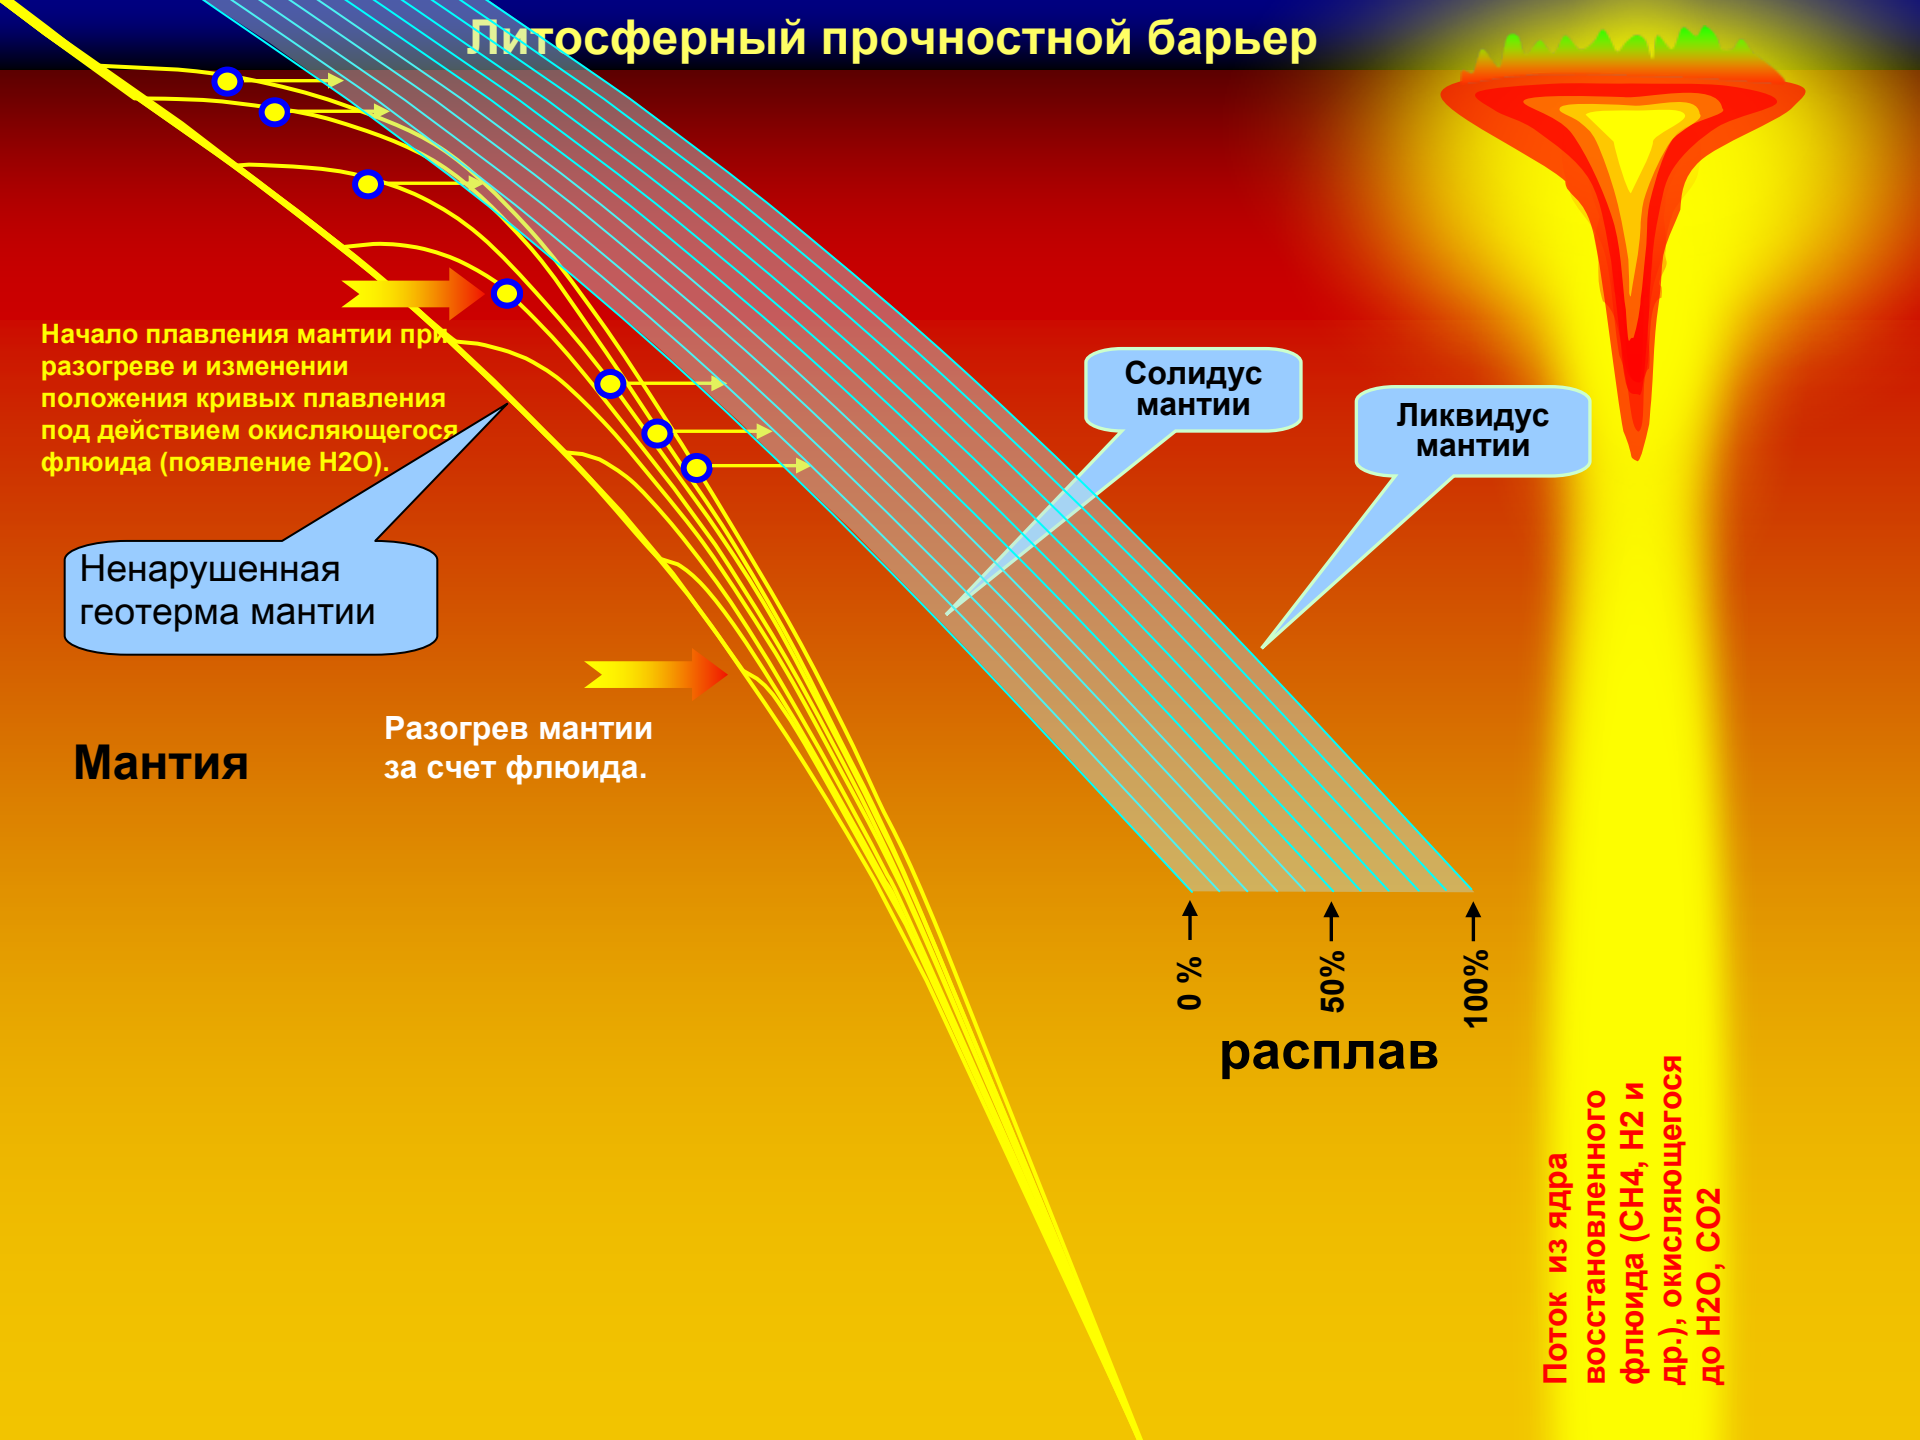 Литосферный прочностной барьер
Начало плавления мантии при
разогреве и изменении
положения кривых плавления
под действием окисляющегося
флюида (появление H2O).
Солидус
мантии
Ликвидус
мантии
Ненарушенная
геотерма мантии
Разогрев мантии
за счет флюида.
Мантия
0 %
50%
100%
расплав
Поток из ядра
восстановленного
флюида (CH4, H2 и
др.), окисляющегося
до H2O, CO2